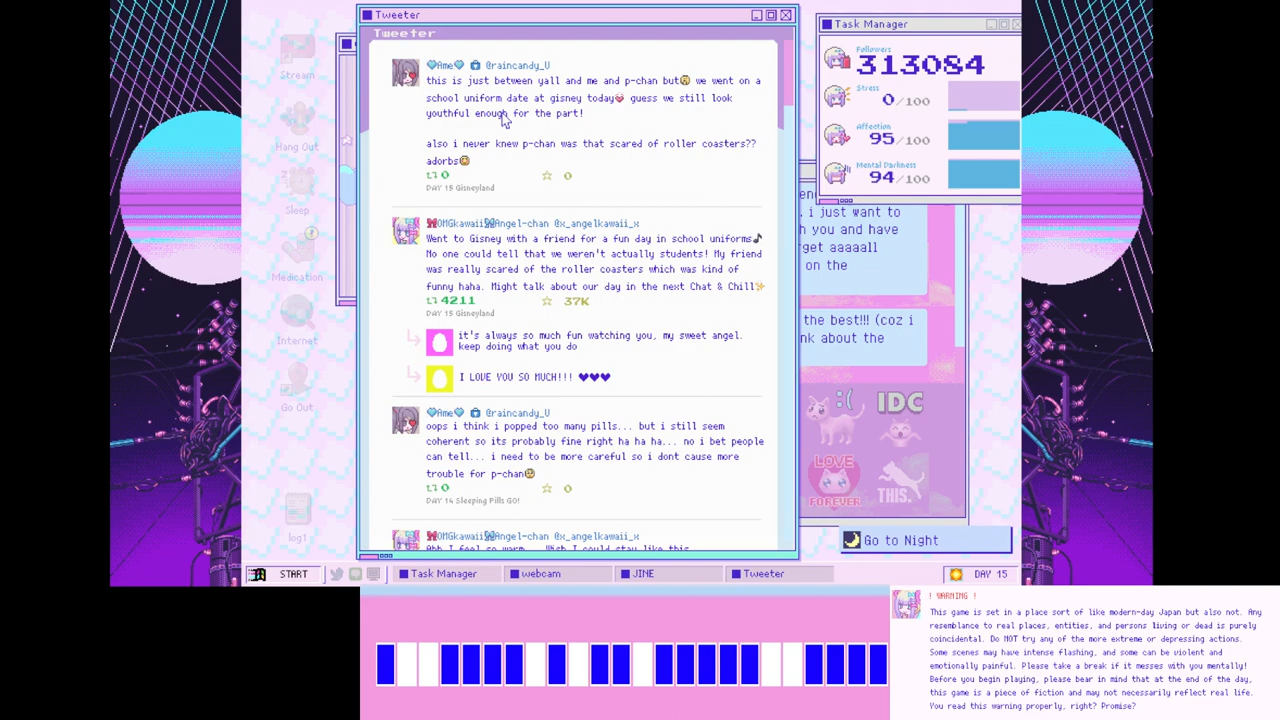 Tweeter
Tweeter
♡Ame♡ @raincandy_U
this is just between yall and me and p-chan but we went on a
school uniform date at gisney today guess we still look
youthful enough for the part!
also i never knew p-chan was that scared of roller coasters??
adorbs
0 0
DAY 15 Gisneyland
OMGkawaii Angel-chan @x_angelkawaii_x
Went to Gisney with a friend for a fun day in school uniforms♪
No one could tell that we weren't actually students! My friend
was really scared of the roller coasters which was kind of
funny haha. Might talk about our day in the next Chat & Chill✨
4211 37K
DAY 15 Gisneyland
it's always so much fun watching you, my sweet angel.
keep doing what you do
I LOVE YOU SO MUCH!!! ♥♥♥
♡Ame♡ @raincandy_U
oops i think i popped too many pills... but i still seem
coherent so its probably fine right ha ha ha... no i bet people
can tell... i need to be more careful so i dont cause more
trouble for p-chan
0 0
DAY 14 Sleeping Pills GO!
OMGkawaii Angel-chan @x_angelkawaii_x
Stream
Hang Out
Sleep
Medication
Internet
Go Out
log1
Task Manager
Followers
313084
Stress
0/100
Affection
95/100
Mental Darkness
94/100
. i just want to
h you and have
rget aaaaall
on the
the best!!! (coz i
nk about the
:(
IDC
LOVE
FOREVER
THIS.
Go to Night
START
Task Manager
webcam
JINE
Tweeter
DAY 15
! WARNING !
This game is set in a place sort of like modern-day Japan but also not. Any
resemblance to real places, entities, and persons living or dead is purely
coincidental. Do NOT try any of the more extreme or depressing actions.
Some scenes may have intense flashing, and some can be violent and
emotionally painful. Please take a break if it messes with you mentally!
Before you begin playing, please bear in mind that at the end of the day,
this game is a piece of fiction and may not necessarily reflect real life.
You read this warning properly, right? Promise?